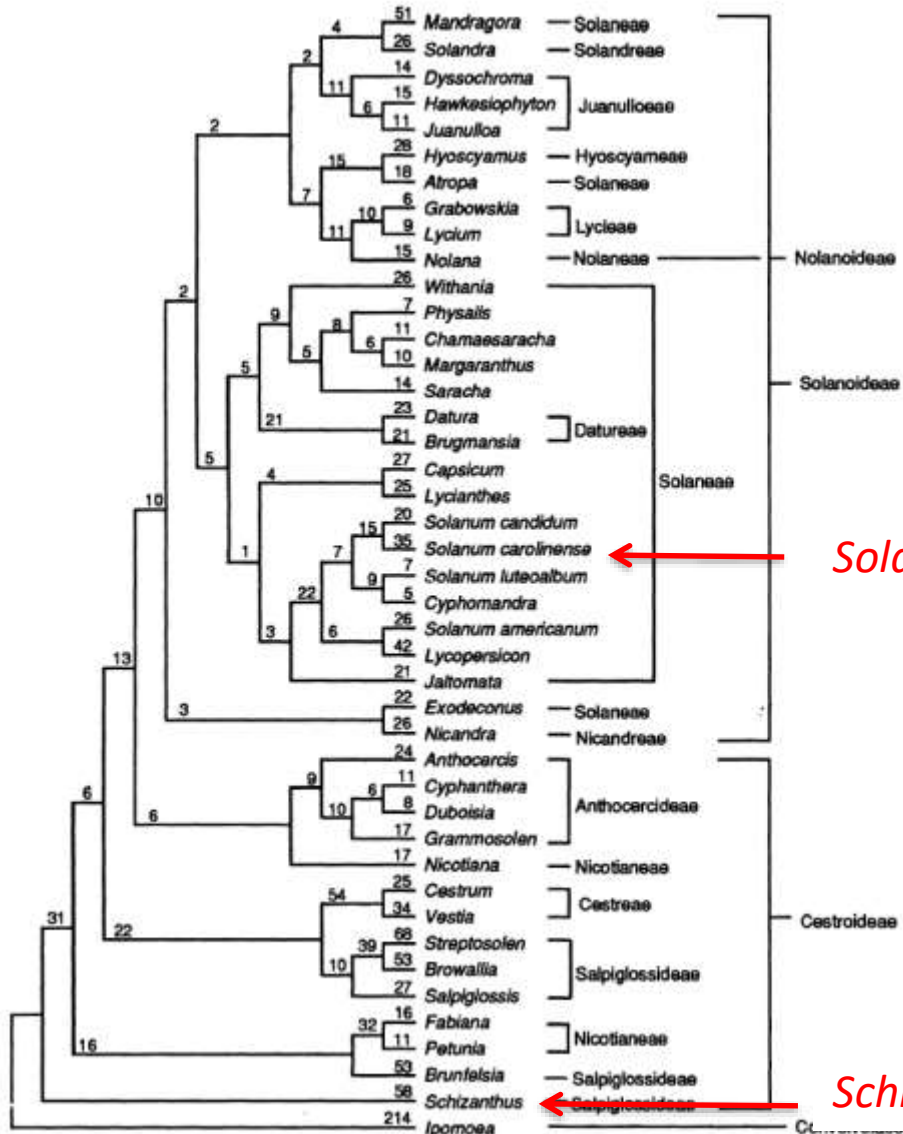 51 Mandragora Solaneae
4
26 Solandra Solandreae
2
14 Dyssochroma
11
15 Hawkesiophyton Juanulloeae
6
11 Juanulloa
2
28 Hyoscyamus Hyoscyameae
15
18 Atropa Solaneae
7
6 Grabowskia
10 Lycieae
9 Lycium
11
15 Nolana Nolaneae Nolanoideae
26 Withania
2
9
7 Physalis
8
11 Chamaesaracha
6
10 Margaranthus
5
5
14 Saracha Solanoideae
23 Datura
21 Datureae
21 Brugmansia
5
27 Capsicum
4 Solaneae
25 Lycianthes
10
20 Solanum candidum
15
35 Solanum carolinense
1 7
7 Solanum luteoalbum
9
5 Cyphomandra
22
26 Solanum americanum
3 6
42 Lycopersicon
21 Jaltomata
13
22 Exodeconus Solaneae
3
26 Nicandra Nicandreae
24 Anthocercis
9
11 Cyphanthera
6
8 Duboisia Anthocercideae
10
6
17 Grammosolen
6
17 Nicotiana Nicotianeae
25 Cestrum
54 Cestreae
34 Vestia
31 Cestroideae
22
68 Streptosolen
39
53 Browallia Salpiglossideae
10
27 Salpiglossis
16 Fabiana
32 Nicotianeae
11 Petunia
16
53 Brunfelsia Salpiglossideae
58 Schizanthus Salpiglossideae
214 Ipomoea